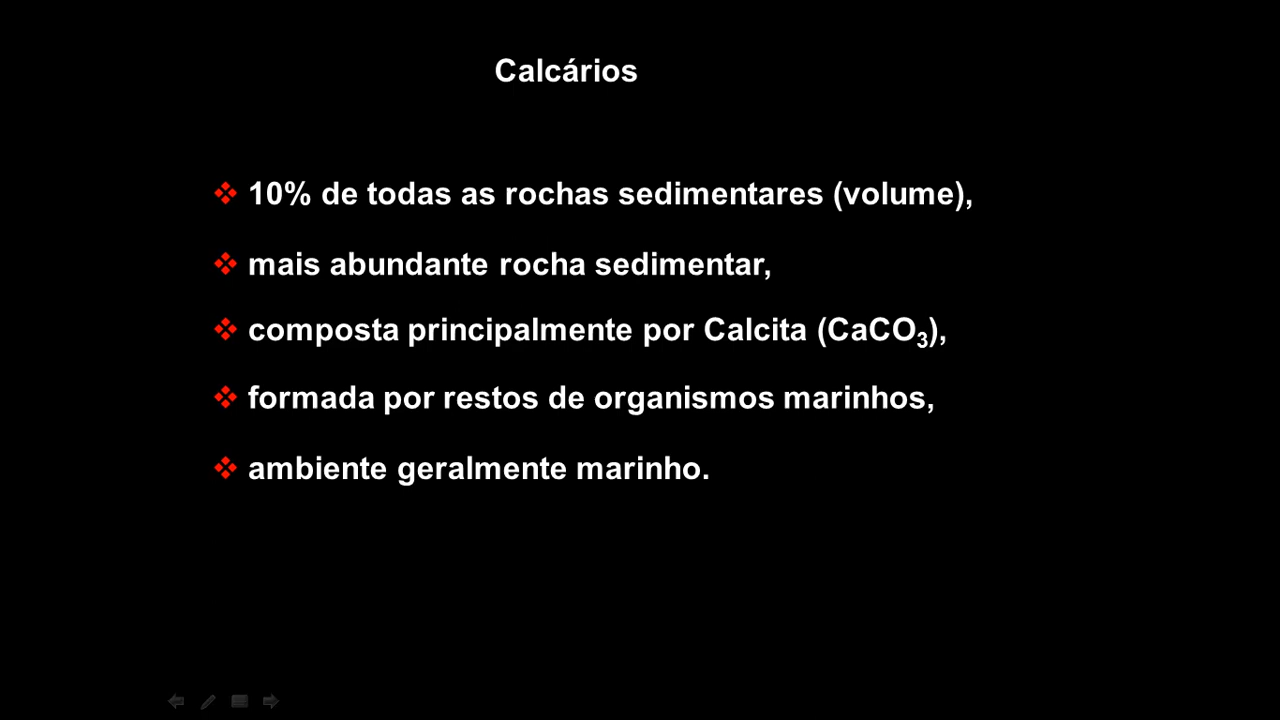 Calcários
❖ 10% de todas as rochas sedimentares (volume),
❖ mais abundante rocha sedimentar,
❖ composta principalmente por Calcita (CaCO₃),
❖ formada por restos de organismos marinhos,
❖ ambiente geralmente marinho.